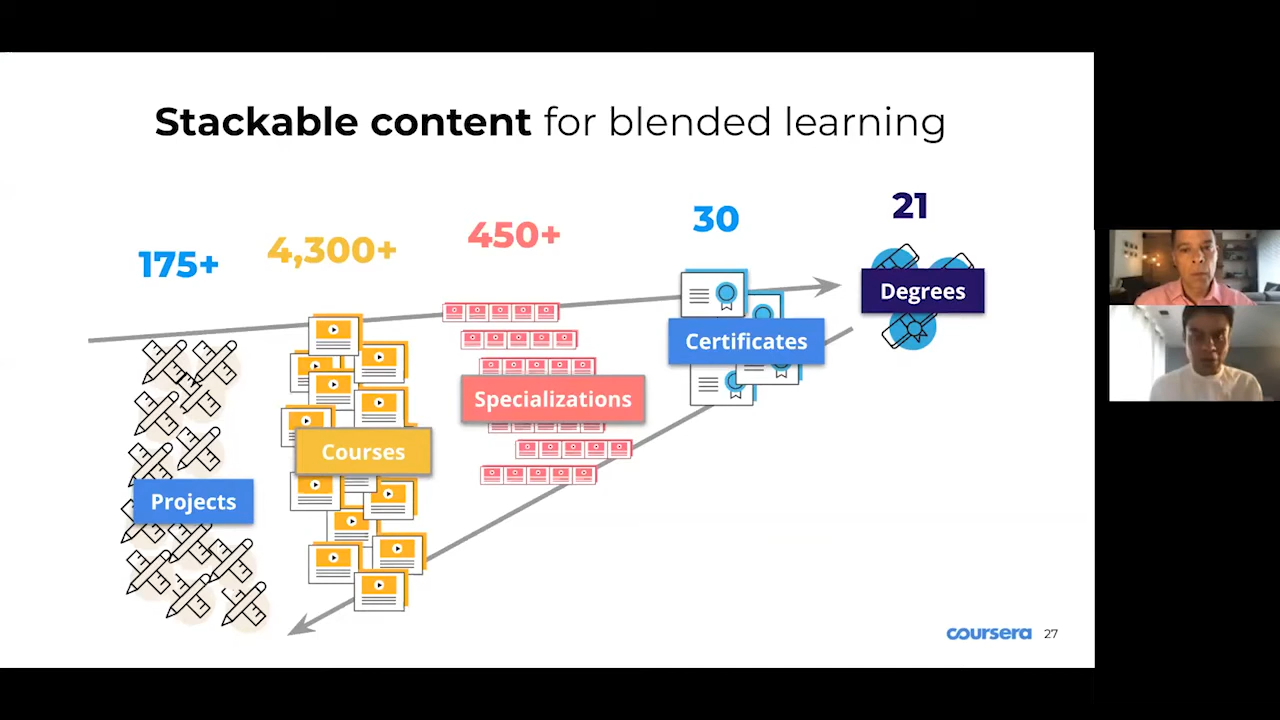 Stackable content for blended learning
175+
4,300+
450+
30
21
Projects
Courses
Specializations
Certificates
Degrees
coursera 27